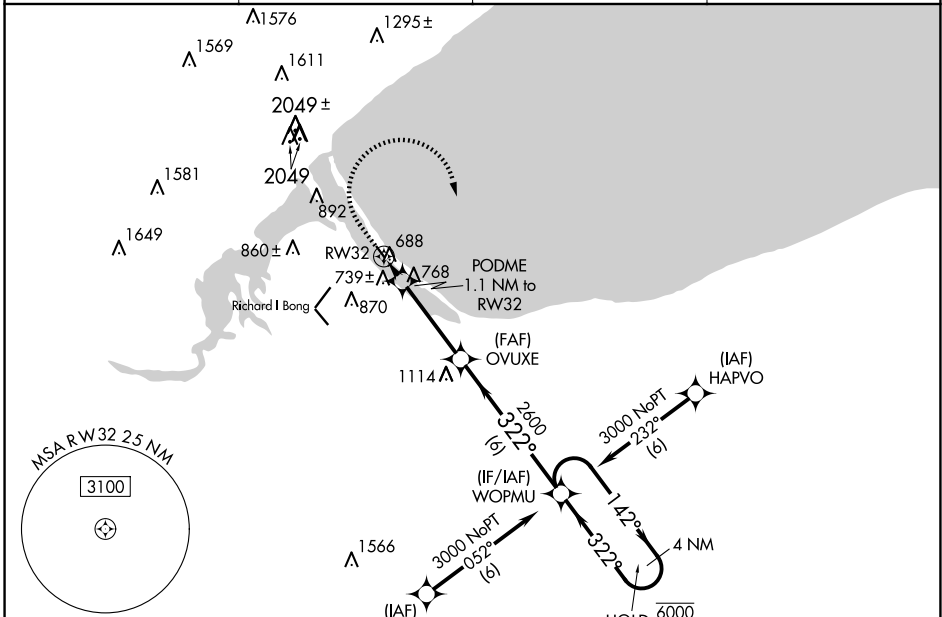 1576
1295±
1569
1611
2049±
2049
1581
892
1649
860±
RW32
688
739±
768
PODME
1.1 NM to
RW32
Richard I Bong
870
(FAF)
OVUXE
1114
(IAF)
HAPVO
2600
322°
(6)
3000 NoPT
232°
(6)
MSA RW32 25 NM
3100
(IF/IAF)
WOPMU
142°
322°
4 NM
3000 NoPT
052°
(6)
1566
(IAF)
HOLD 6000